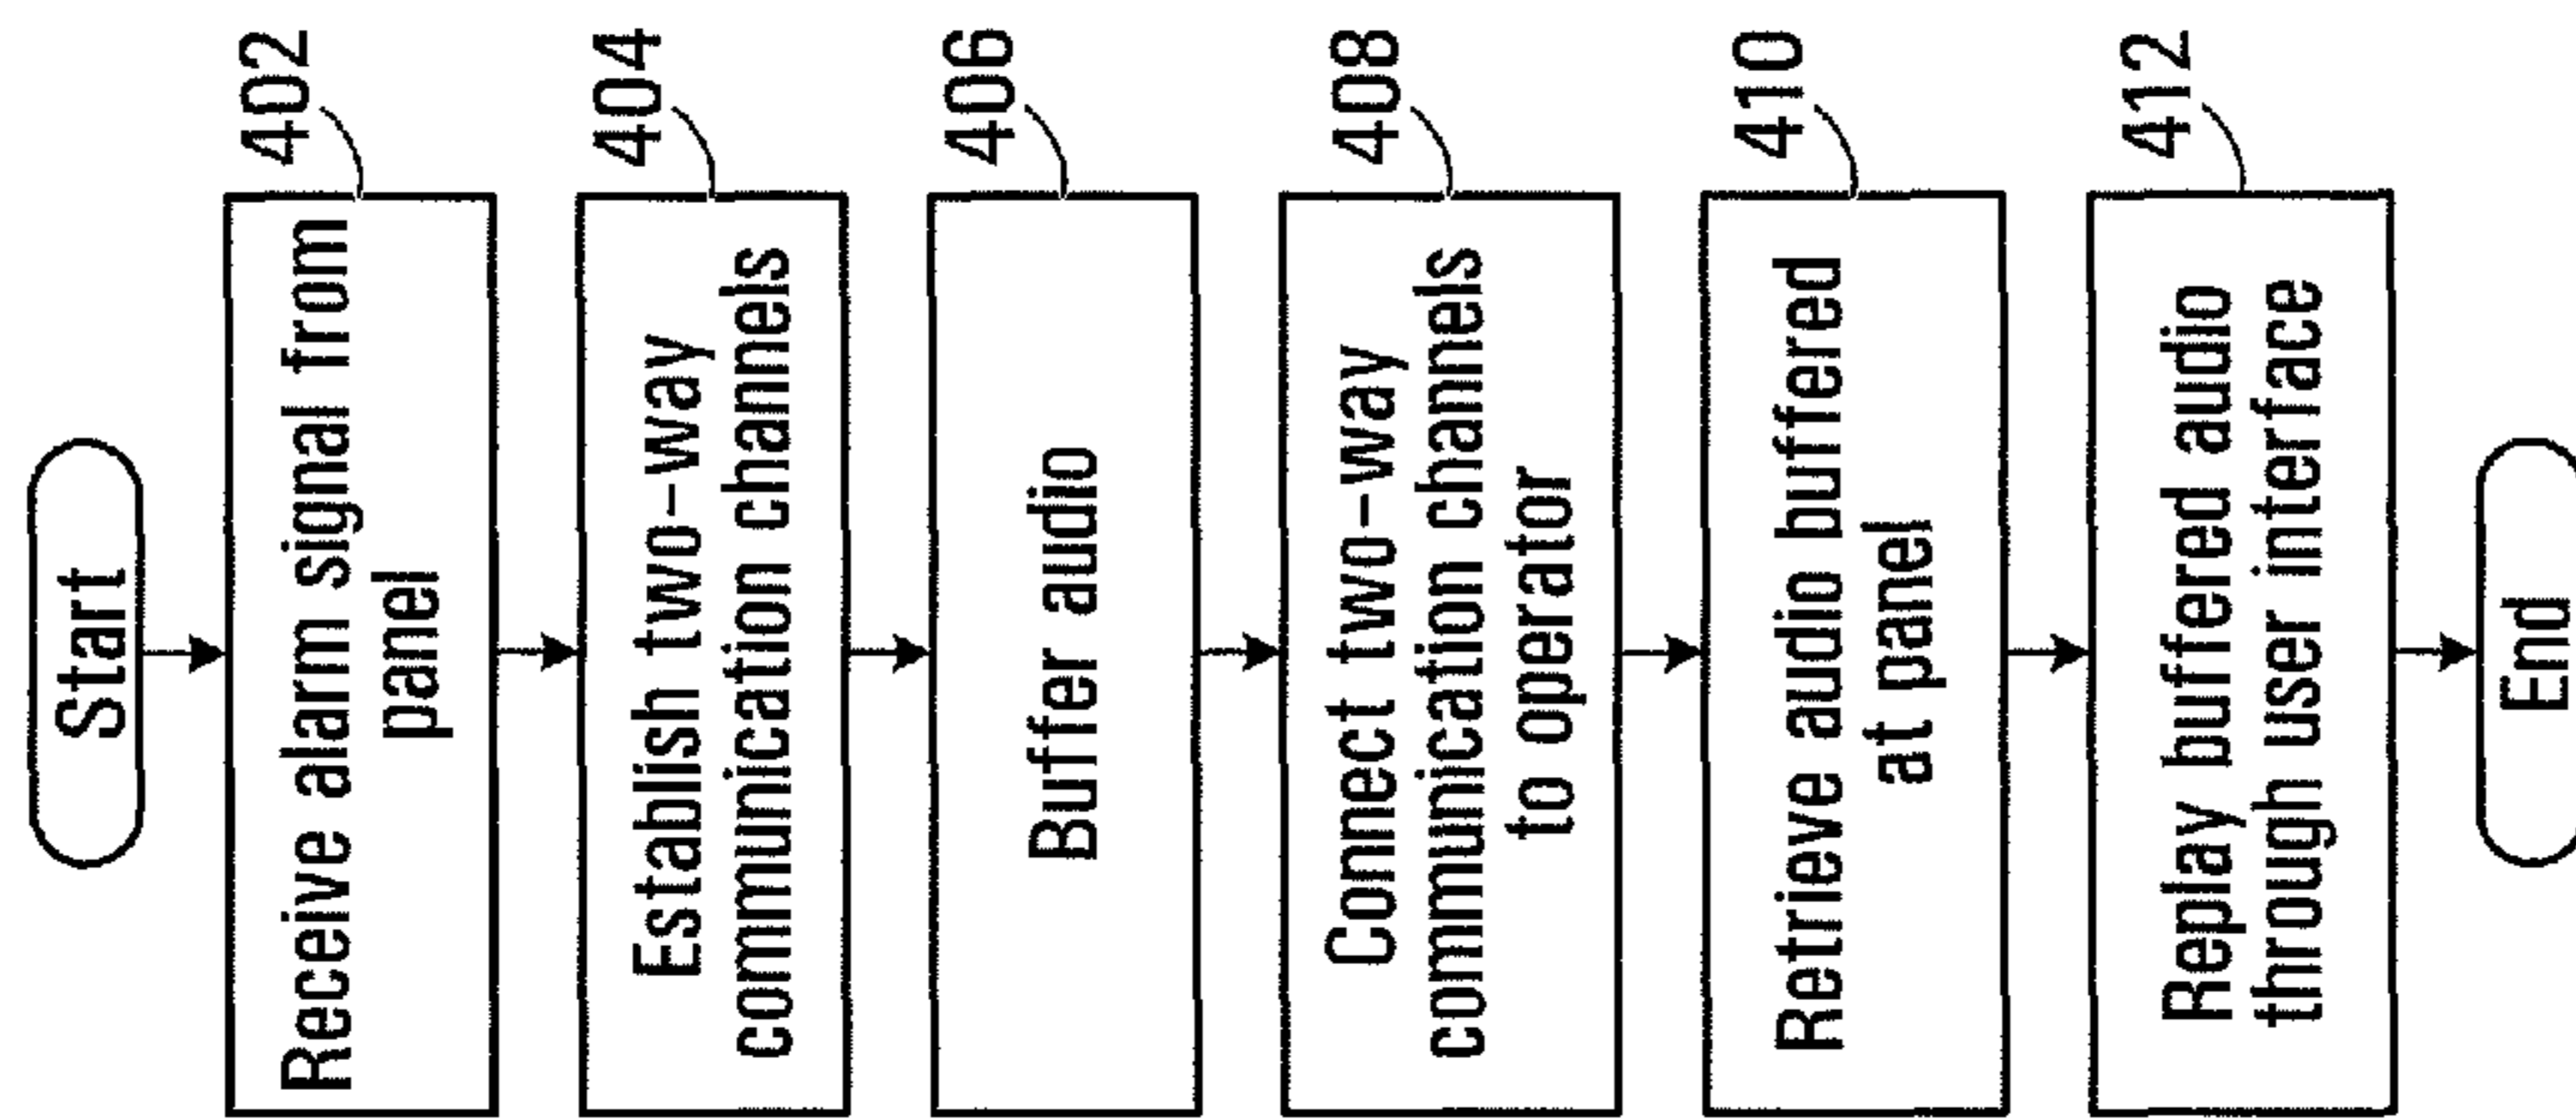 Start
402
Receive alarm signal from
panel
404
Establish two-way
communication channels
406
Buffer audio
408
Connect two-way
communication channels
to operator
410
Retrieve audio buffered
at panel
412
Replay buffered audio
through user interface
End